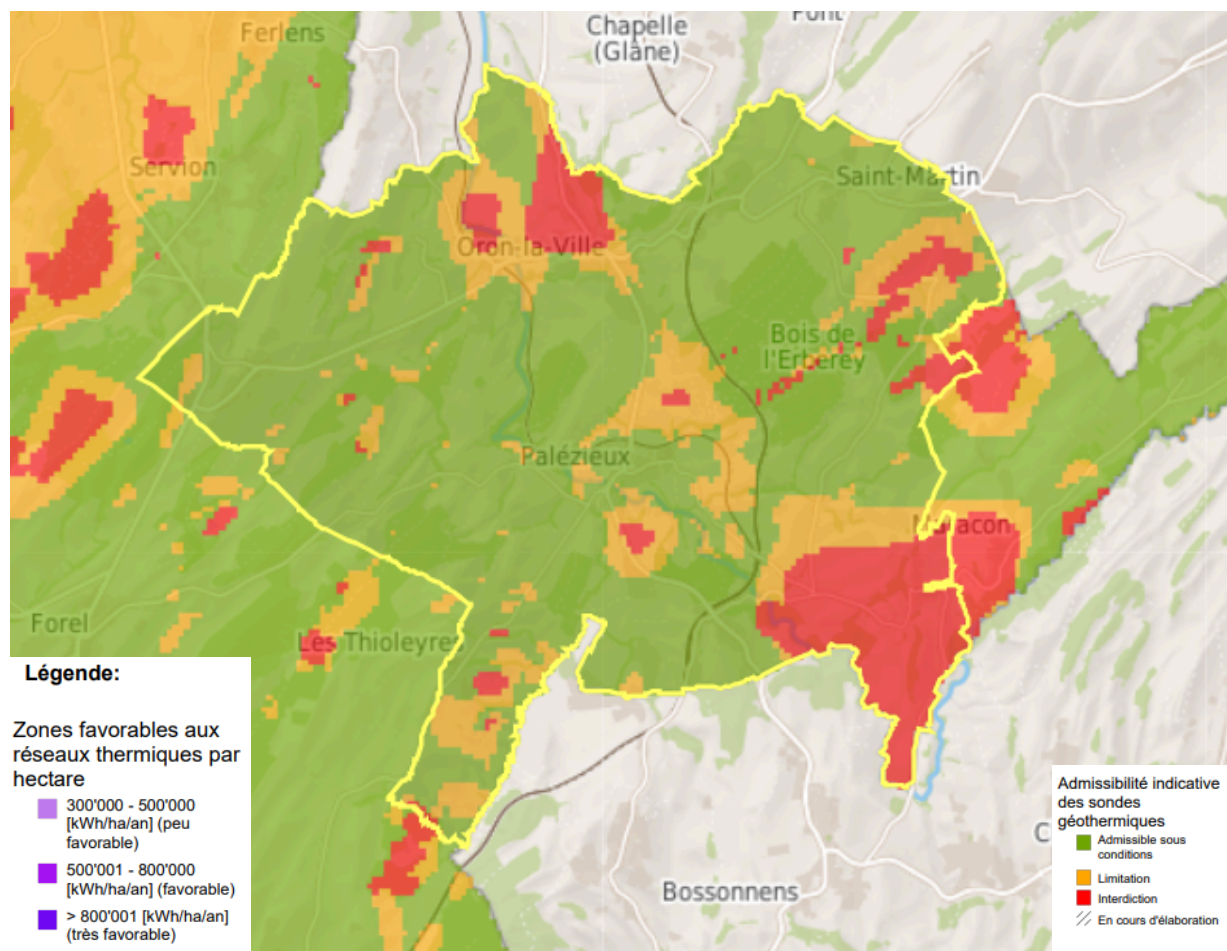 Ferlens
Chapelle
(Glâne)
Servion
Saint-Martin
Oron-la-Ville
Bois de
l'Erberey
Palézieux
Maracon
Forel
Les Thioleyres
Bossonnens
Légende:
Zones favorables aux
réseaux thermiques par
hectare
300'000 - 500'000
[kWh/ha/an] (peu
favorable)
500'001 - 800'000
[kWh/ha/an] (favorable)
> 800'001 [kWh/ha/an]
(très favorable)
Admissibilité indicative
des sondes
géothermiques
Admissible sous
conditions
Limitation
Interdiction
En cours d'élaboration